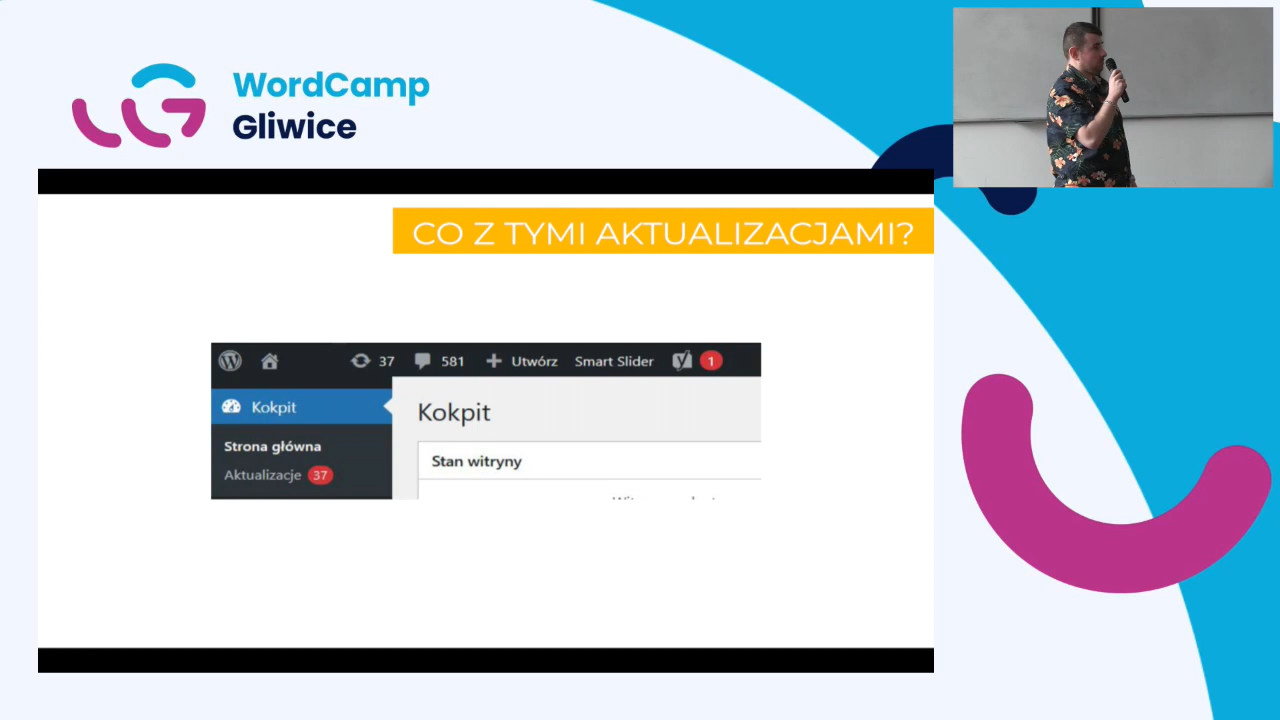 WordCamp
Gliwice
CO Z TYMI AKTUALIZACJAMI?
37 581 Utwórz Smart Slider 1
Kokpit
Kokpit
Strona główna
Stan witryny
Aktualizacje 37